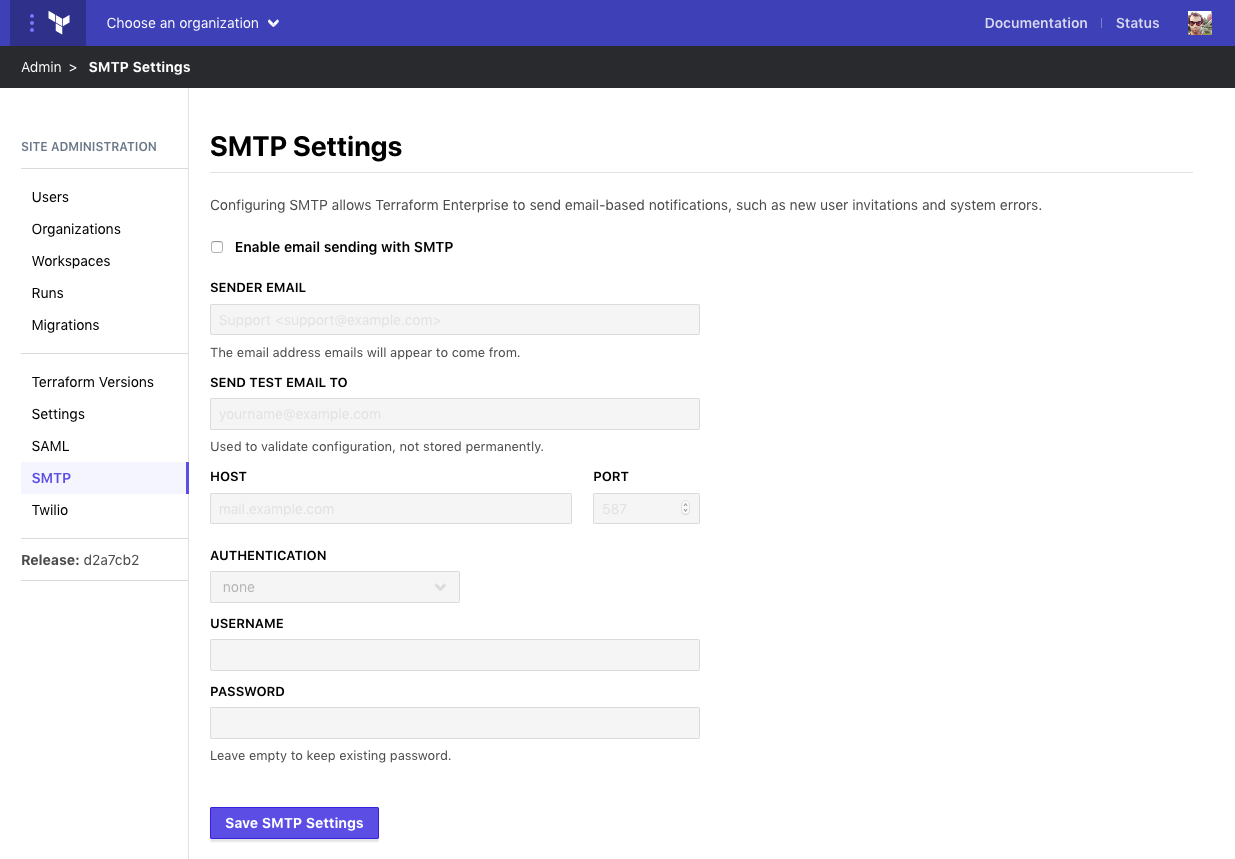 Choose an organization
Documentation
Status
Admin > SMTP Settings
SITE ADMINISTRATION
Users
Organizations
Workspaces
Runs
Migrations
Terraform Versions
Settings
SAML
SMTP
Twilio
Release: d2a7cb2
SMTP Settings
Configuring SMTP allows Terraform Enterprise to send email-based notifications, such as new user invitations and system errors.
Enable email sending with SMTP
SENDER EMAIL
Support <support@example.com>
The email address emails will appear to come from.
SEND TEST EMAIL TO
yourname@example.com
Used to validate configuration, not stored permanently.
HOST
PORT
mail.example.com
587
AUTHENTICATION
none
USERNAME
PASSWORD
Leave empty to keep existing password.
Save SMTP Settings